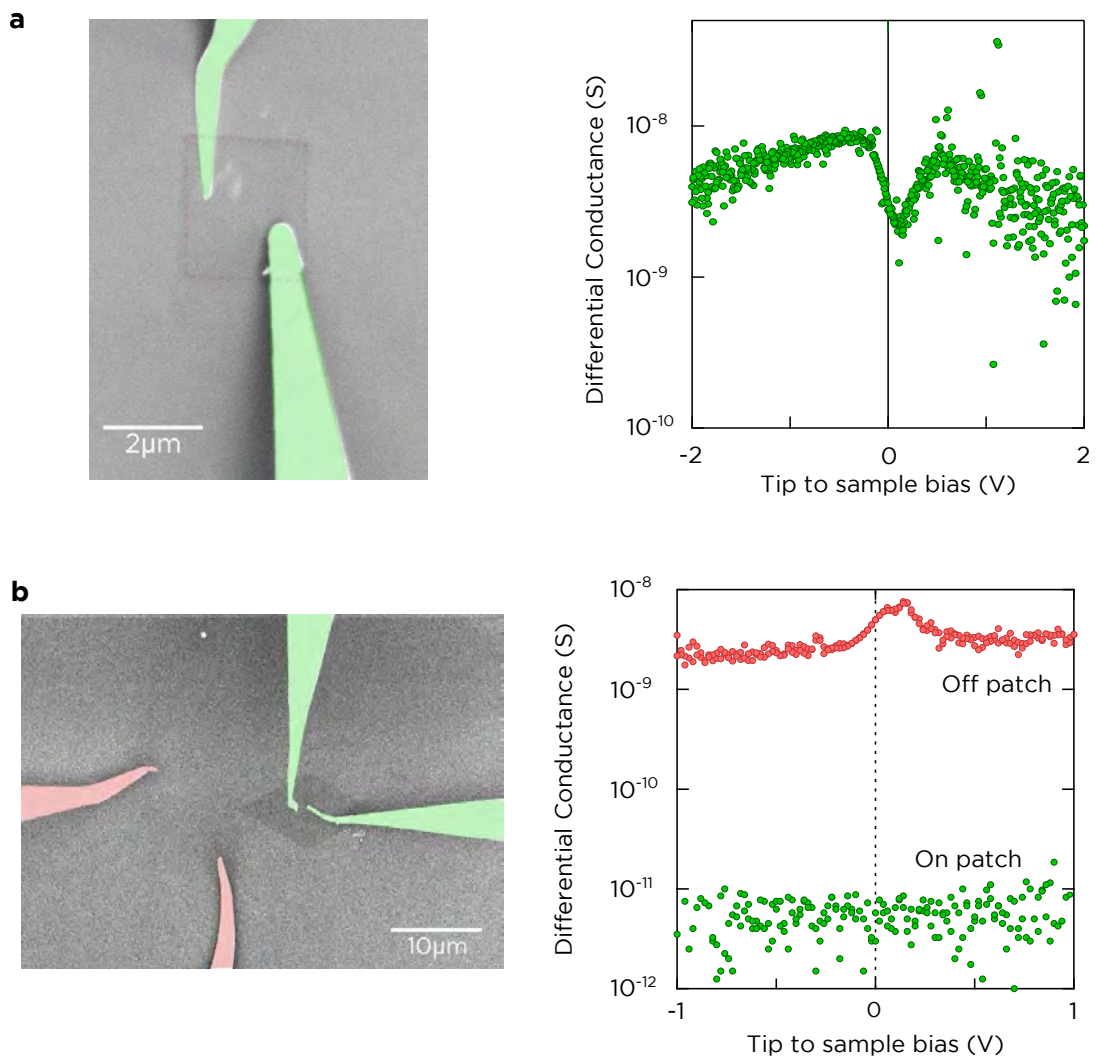 a
2µm
Differential Conductance (S)
10-8
10-9
10-10
-2
0
2
Tip to sample bias (V)
b
10µm
Differential Conductance (S)
10-8
10-9
10-10
10-11
10-12
Off patch
On patch
-1
0
1
Tip to sample bias (V)